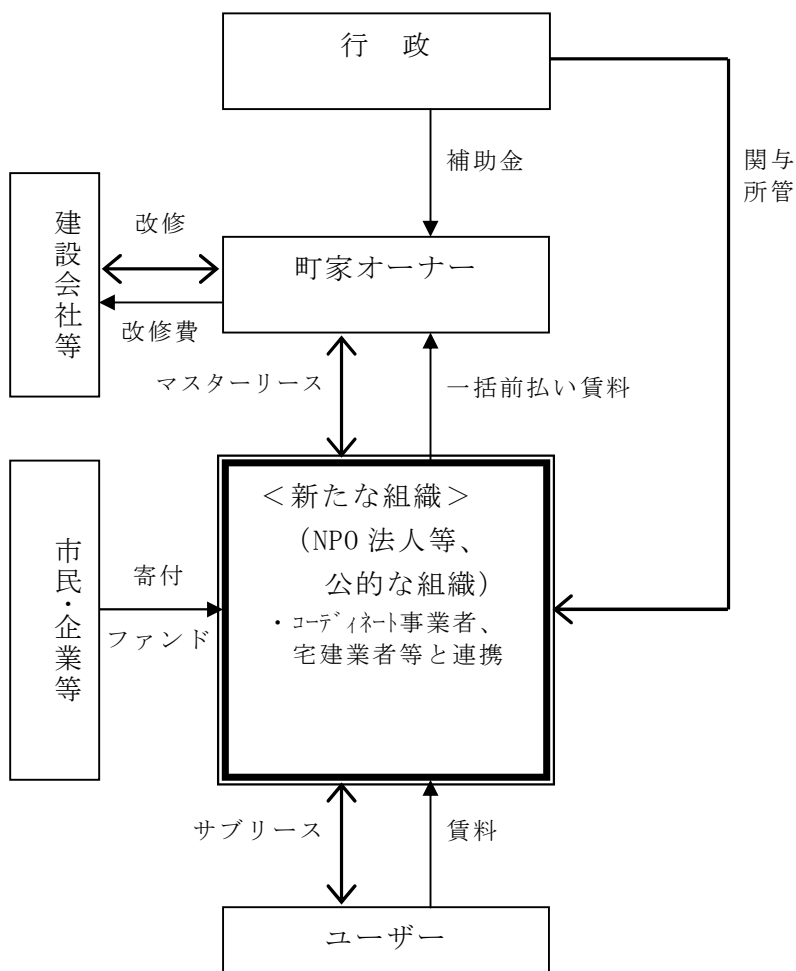 行　政
補助金
関与
所管
建設会社等
改修
町家オーナー
改修費
マスターリース
一括前払い賃料
＜新たな組織＞
（NPO 法人等、
公的な組織）
・ｺｰﾃﾞｨﾈｰﾄ事業者、
宅建業者等と連携
市民・企業等
寄付
ファンド
サブリース
賃料
ユーザー